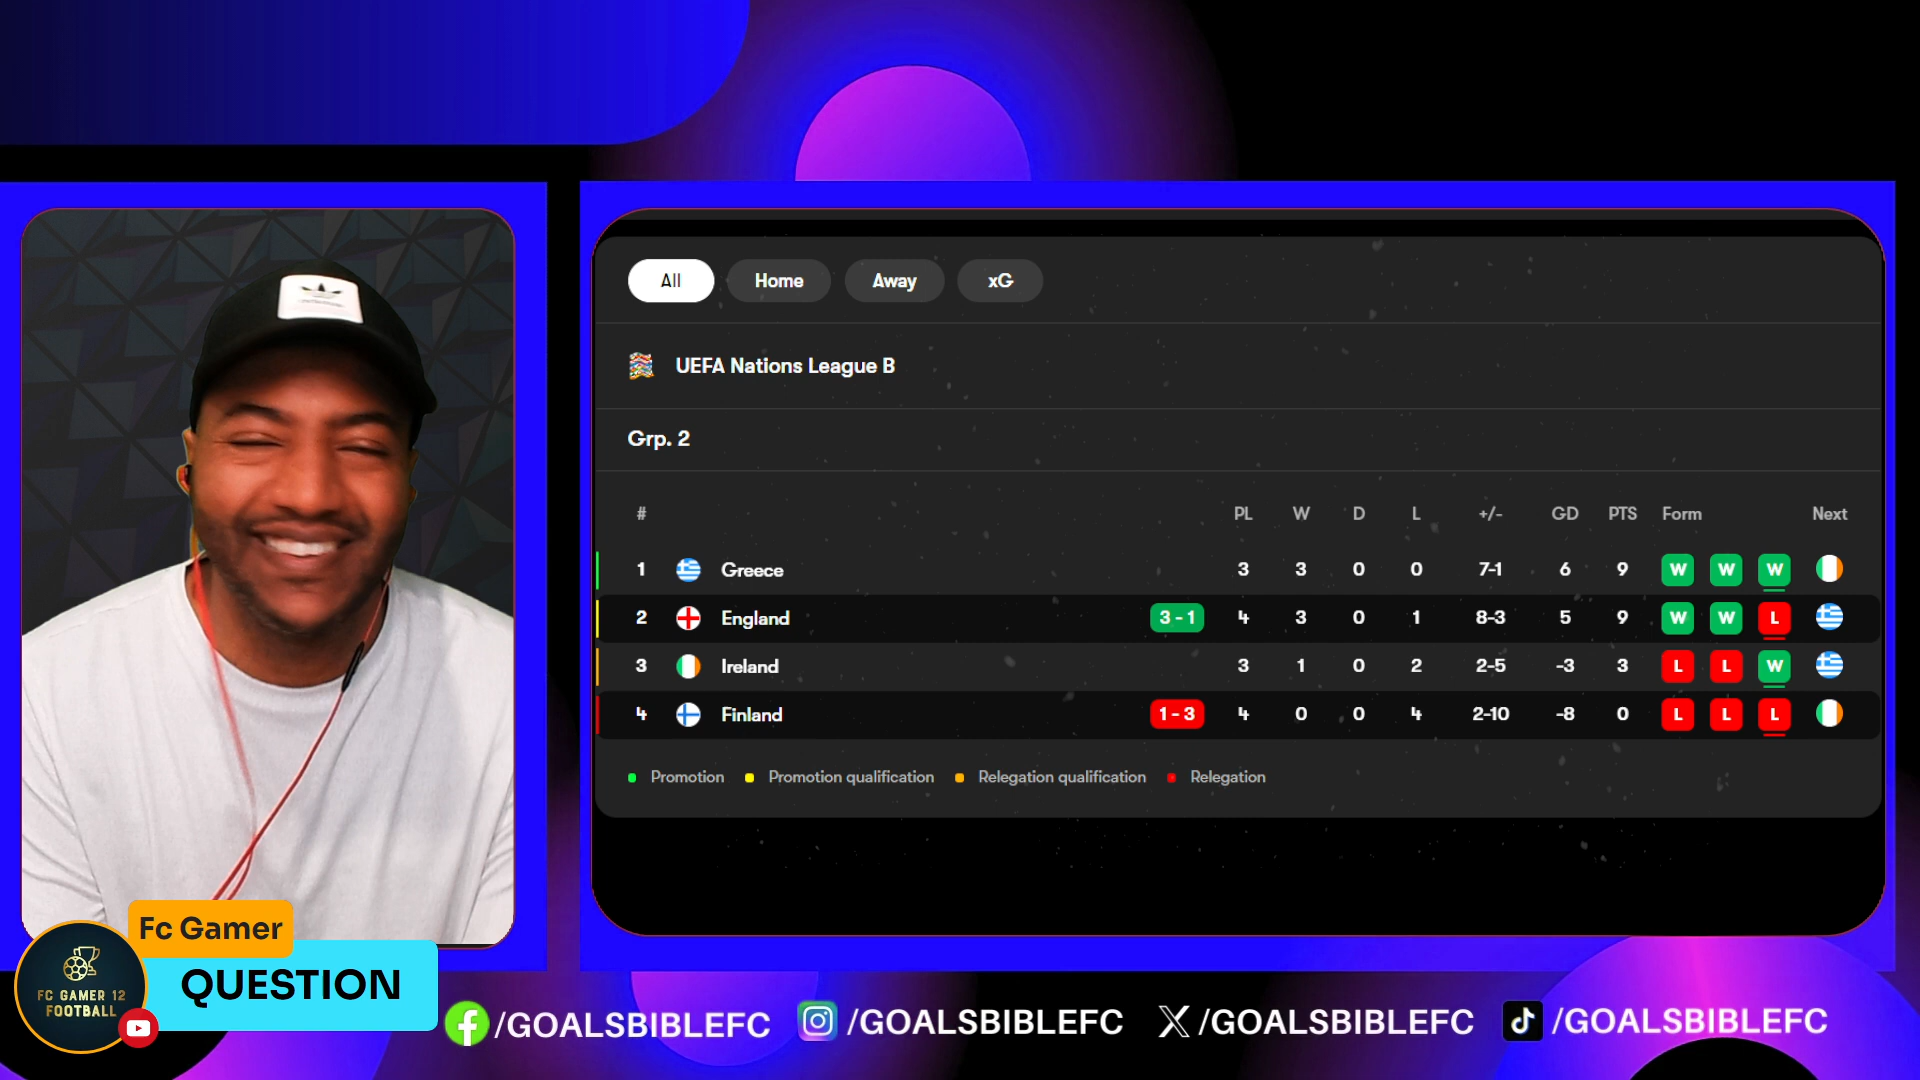 All Home Away xG
UEFA Nations League B
Grp. 2
# PL W D L +/- GD PTS Form Next
1 Greece 3 3 0 0 7-1 6 9 W W W
2 England 3 - 1 4 3 0 1 8-3 5 9 W W L
3 Ireland 3 1 0 2 2-5 -3 3 L L W
4 Finland 1 - 3 4 0 0 4 2-10 -8 0 L L L
Promotion Promotion qualification Relegation qualification Relegation
Fc Gamer
QUESTION
FC GAMER 12
FOOTBALL
/GOALSBIBLEFC /GOALSBIBLEFC /GOALSBIBLEFC /GOALSBIBLEFC